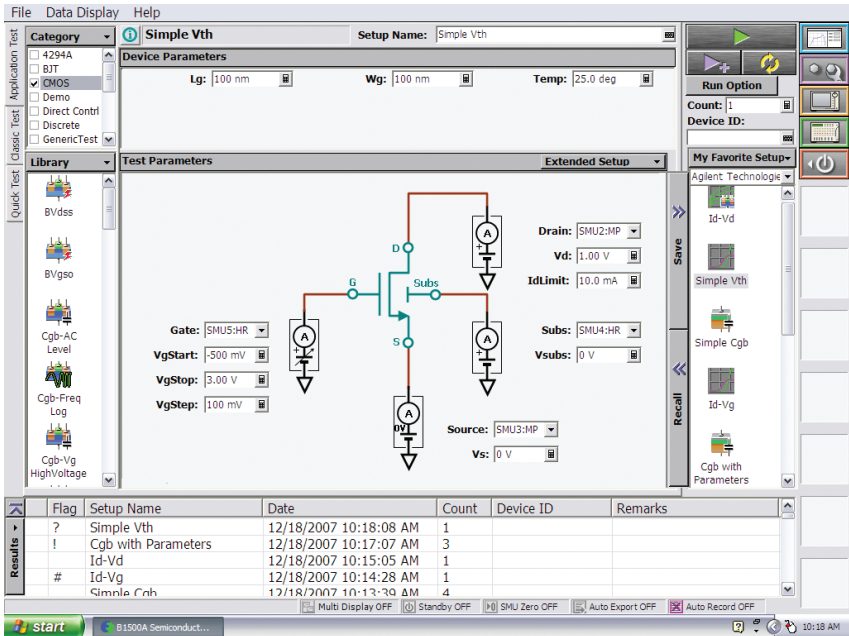 File Data Display Help
Application Test
Classic Test
Quick Test
Category
4294A
BJT
CMOS
Demo
Direct Contrl
Discrete
GenericTest
Library
BVdss
BVgso
Cgb-AC
Level
Cgb-Freq
Log
Cgb-Vg
HighVoltage
Simple Vth
Setup Name: Simple Vth
Device Parameters
Lg: 100 nm
Wg: 100 nm
Temp: 25.0 deg
Test Parameters
Extended Setup
D
G
Subs
S
A
A
A
A
0V
Drain: SMU2:MP
Vd: 1.00 V
IdLimit: 10.0 mA
Gate: SMU5:HR
VgStart: -500 mV
VgStop: 3.00 V
VgStep: 100 mV
Subs: SMU4:HR
Vsubs: 0 V
Source: SMU3:MP
Vs: 0 V
Save
Recall
Run Option
Count: 1
Device ID:
My Favorite Setup
Agilent Technologie
Id-Vd
Simple Vth
Simple Cgb
Id-Vg
Cgb with
Parameters
Results
Flag Setup Name Date Count Device ID Remarks
? Simple Vth 12/18/2007 10:18:08 AM 1
! Cgb with Parameters 12/18/2007 10:17:07 AM 3
Id-Vd 12/18/2007 10:15:05 AM 1
# Id-Vg 12/18/2007 10:14:28 AM 1
Simple Cgb 12/18/2007 10:13:39 AM 4
Multi Display OFF Standby OFF SMU Zero OFF Auto Export OFF Auto Record OFF
start B1500A Semiconduct... 10:18 AM